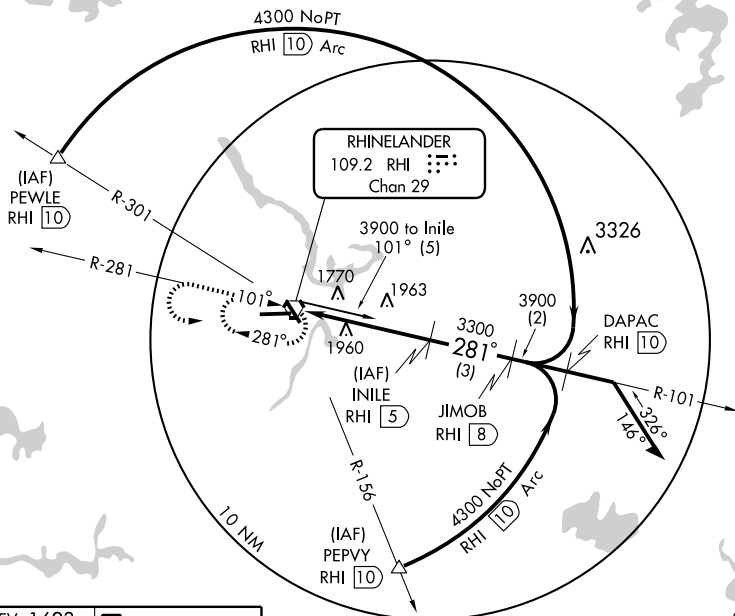 4300 NoPT
RHI 10 Arc
RHINELANDER
109.2 RHI
Chan 29
(IAF)
PEWLE
RHI 10
R-301
R-281
3900 to Inile
101° (5)
3326
1770
1963
101°
281°
1960
3300
281°
(3)
3900
(2)
DAPAC
RHI 10
(IAF)
INILE
RHI 5
JIMOB
RHI 8
R-101
326°
146°
R-156
4300 NoPT
RHI 10 Arc
10 NM
(IAF)
PEPVY
RHI 10